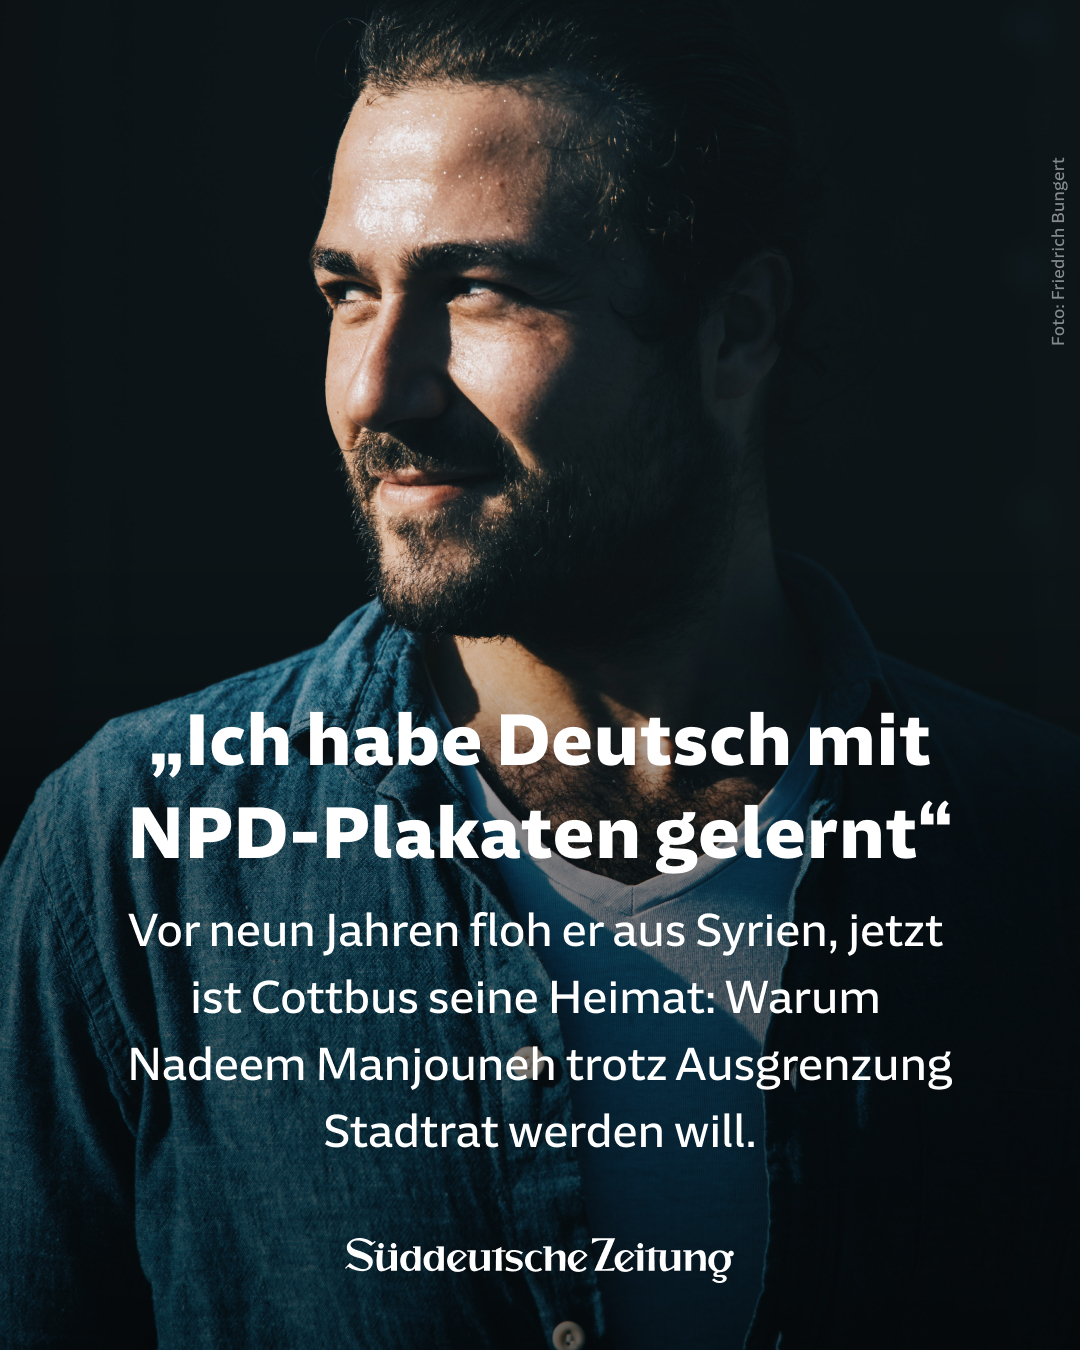 Foto: Friedrich Bungert
„Ich habe Deutsch mit
NPD-Plakaten gelernt“
Vor neun Jahren floh er aus Syrien, jetzt
ist Cottbus seine Heimat: Warum
Nadeem Manjouneh trotz Ausgrenzung
Stadtrat werden will.
Süddeutsche Zeitung